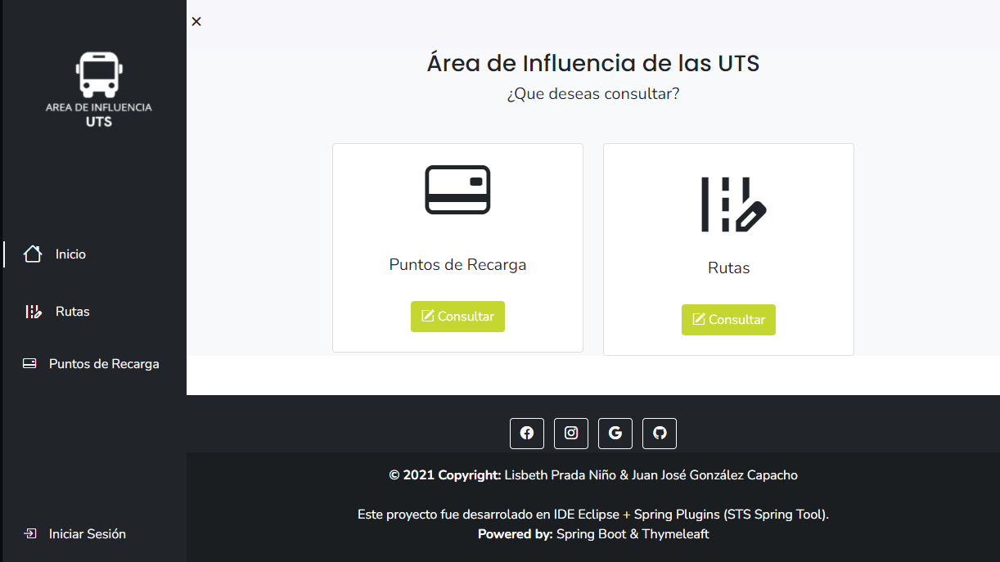 AREA DE INFLUENCIA
UTS
Inicio
Rutas
Puntos de Recarga
Iniciar Sesión
Área de Influencia de las UTS
¿Que deseas consultar?
Puntos de Recarga
Consultar
Rutas
Consultar
© 2021 Copyright: Lisbeth Prada Niño & Juan José González Capacho
Este proyecto fue desarrolado en IDE Eclipse + Spring Plugins (STS Spring Tool).
Powered by: Spring Boot & Thymeleaft